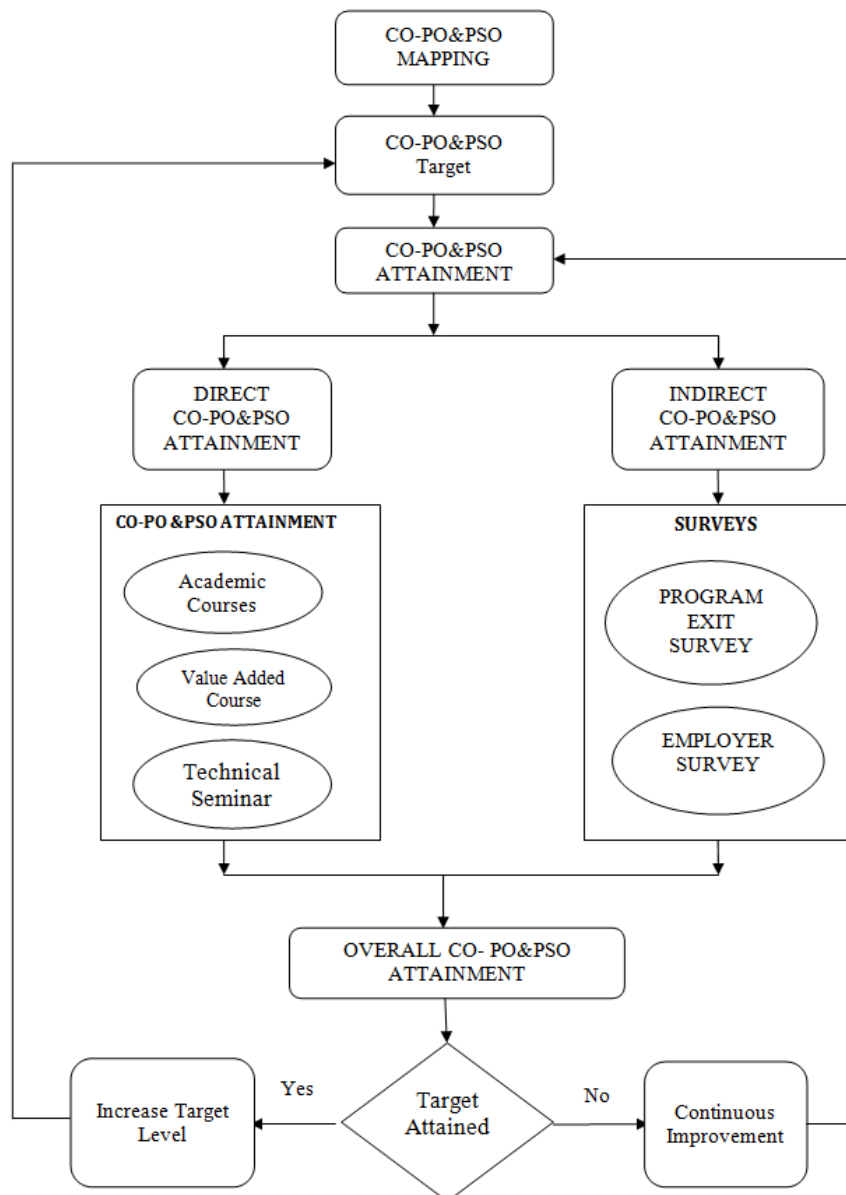 CO-PO&PSO
MAPPING
CO-PO&PSO
Target
CO-PO&PSO
ATTAINMENT
DIRECT
CO-PO&PSO
ATTAINMENT
INDIRECT
CO-PO&PSO
ATTAINMENT
CO-PO &PSO ATTAINMENT
Academic
Courses
Value Added
Course
Technical
Seminar
SURVEYS
PROGRAM
EXIT
SURVEY
EMPLOYER
SURVEY
OVERALL CO- PO&PSO
ATTAINMENT
Increase Target
Level
Yes
Target
Attained
No
Continuous
Improvement